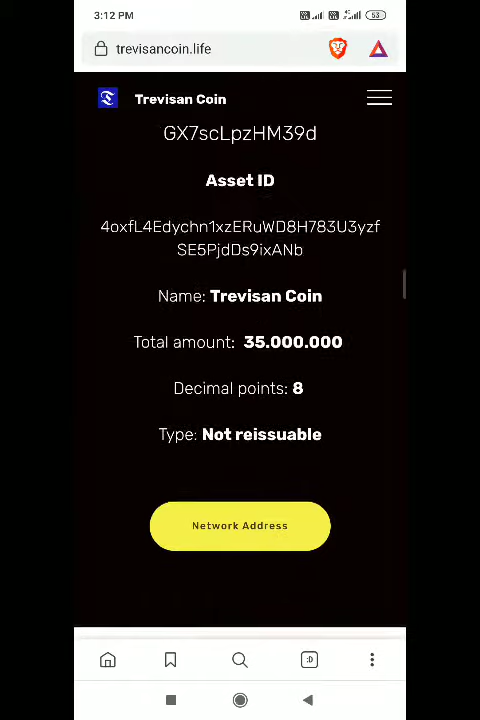 3:12 PM
53
trevisancoin.life
Trevisan Coin
GX7scLpzHM39d
Asset ID
4oxfL4Edychn1xzERuWD8H783U3yzf
SE5PjdDs9ixANb
Name: Trevisan Coin
Total amount: 35.000.000
Decimal points: 8
Type: Not reissuable
Network Address
:D